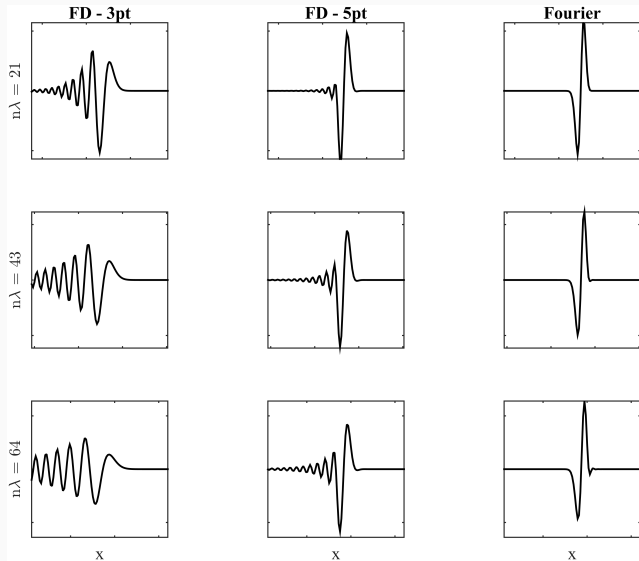 FD - 3pt
FD - 5pt
Fourier
nλ = 21
nλ = 43
nλ = 64
x
x
x